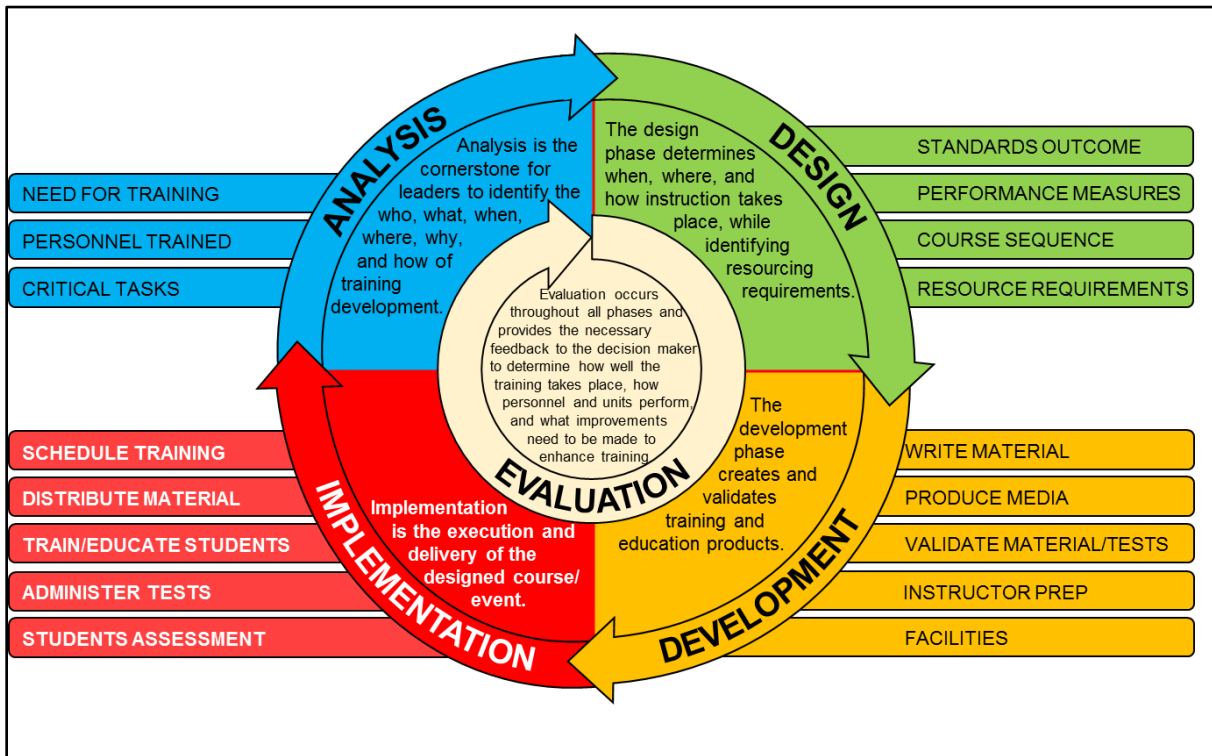 ANALYSIS
Analysis is the
cornerstone for
leaders to identify the
who, what, when,
where, why,
and how of
training
development.
NEED FOR TRAINING
PERSONNEL TRAINED
CRITICAL TASKS
DESIGN
The design
phase determines
when, where, and
how instruction takes
place, while
identifying
resourcing
requirements.
STANDARDS OUTCOME
PERFORMANCE MEASURES
COURSE SEQUENCE
RESOURCE REQUIREMENTS
Evaluation occurs
throughout all phases and
provides the necessary
feedback to the decision maker
to determine how well the
training takes place, how
personnel and units perform,
and what improvements
need to be made to
enhance training.
EVALUATION
The
development
phase
creates and
validates
training and
education products.
DEVELOPMENT
WRITE MATERIAL
PRODUCE MEDIA
VALIDATE MATERIAL/TESTS
INSTRUCTOR PREP
FACILITIES
Implementation
is the execution and
delivery of the
designed course/
event.
IMPLEMENTATION
SCHEDULE TRAINING
DISTRIBUTE MATERIAL
TRAIN/EDUCATE STUDENTS
ADMINISTER TESTS
STUDENTS ASSESSMENT